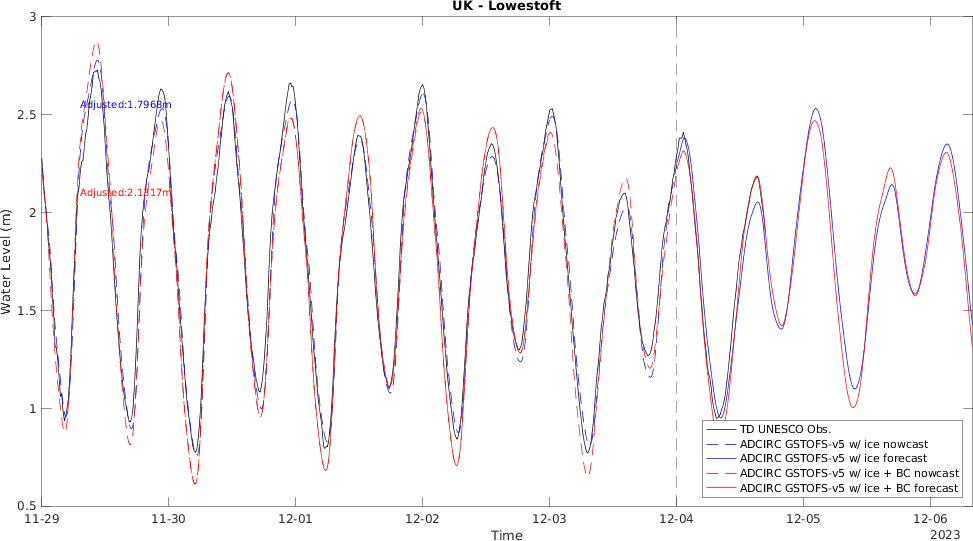 UK - Lowestoft
3
2.5
2
1.5
1
0.5
Water Level (m)
Adjusted:1.7968m
Adjusted:2.1317m
TD UNESCO Obs.
ADCIRC GSTOFS-v5 w/ ice nowcast
ADCIRC GSTOFS-v5 w/ ice forecast
ADCIRC GSTOFS-v5 w/ ice + BC nowcast
ADCIRC GSTOFS-v5 w/ ice + BC forecast
11-29 11-30 12-01 12-02 12-03 12-04 12-05 12-06
Time
2023